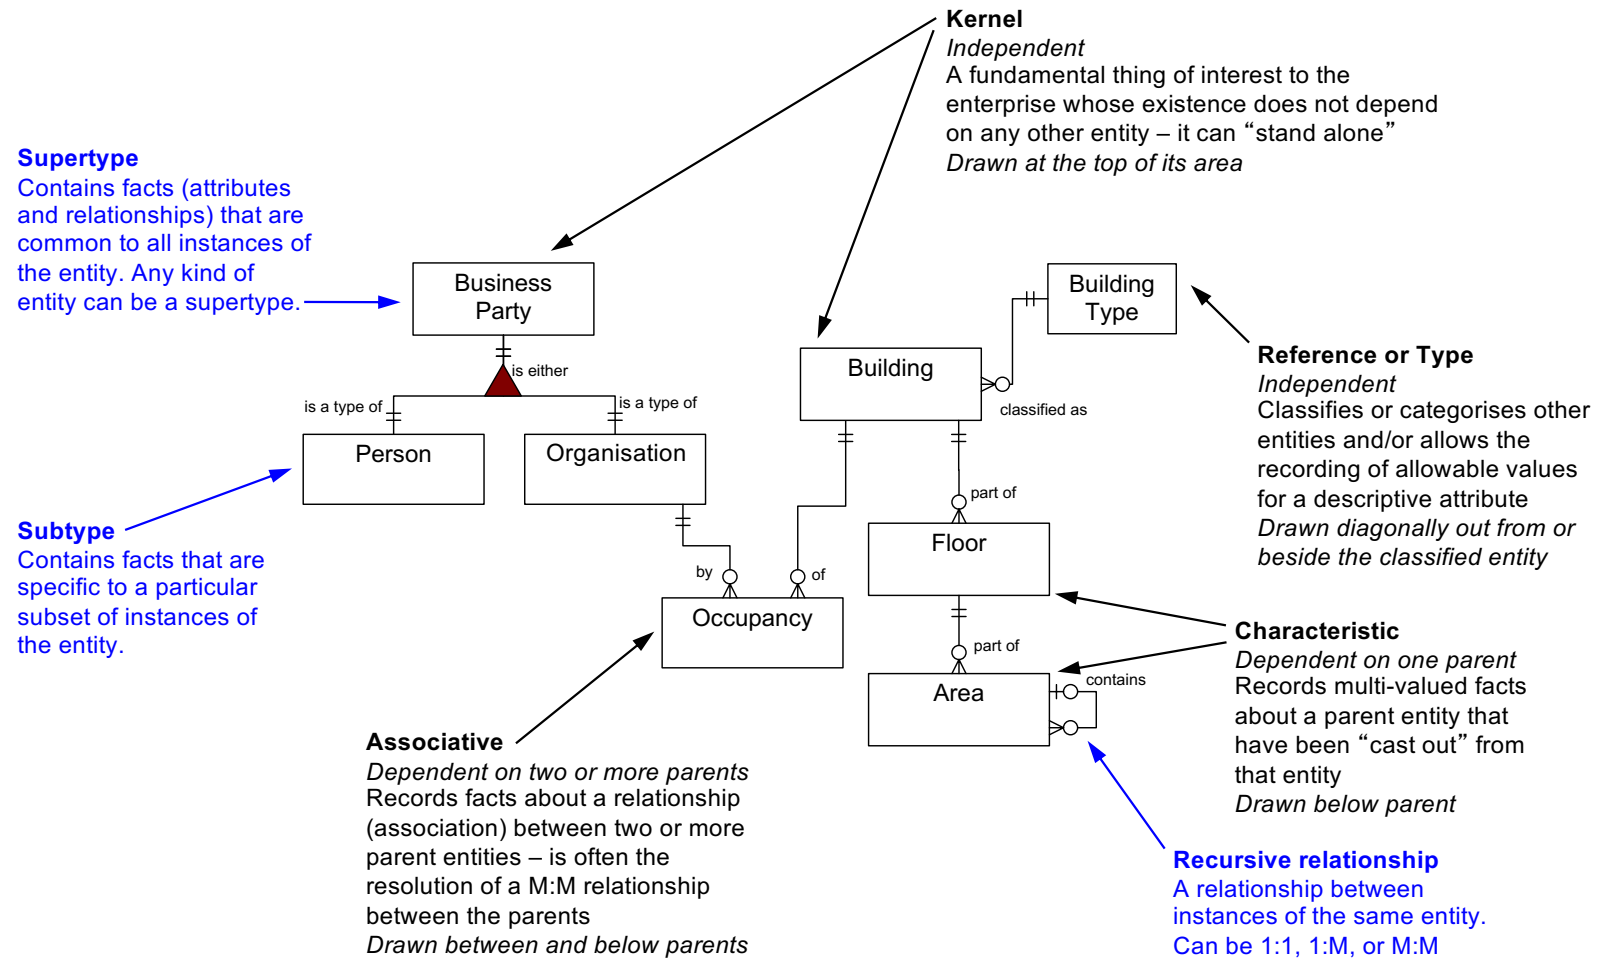 Kernel
Independent
A fundamental thing of interest to the
enterprise whose existence does not depend
on any other entity – it can “stand alone”
Drawn at the top of its area
Supertype
Contains facts (attributes
and relationships) that are
common to all instances of
the entity. Any kind of
entity can be a supertype.
Business
Party
is either
is a type of
is a type of
Person
Organisation
Building
Building
Type
classified as
Reference or Type
Independent
Classifies or categorises other
entities and/or allows the
recording of allowable values
for a descriptive attribute
Drawn diagonally out from or
beside the classified entity
Subtype
Contains facts that are
specific to a particular
subset of instances of
the entity.
part of
Floor
by
of
Occupancy
part of
Area
contains
Characteristic
Dependent on one parent
Records multi-valued facts
about a parent entity that
have been “cast out” from
that entity
Drawn below parent
Associative
Dependent on two or more parents
Records facts about a relationship
(association) between two or more
parent entities – is often the
resolution of a M:M relationship
between the parents
Drawn between and below parents
Recursive relationship
A relationship between
instances of the same entity.
Can be 1:1, 1:M, or M:M